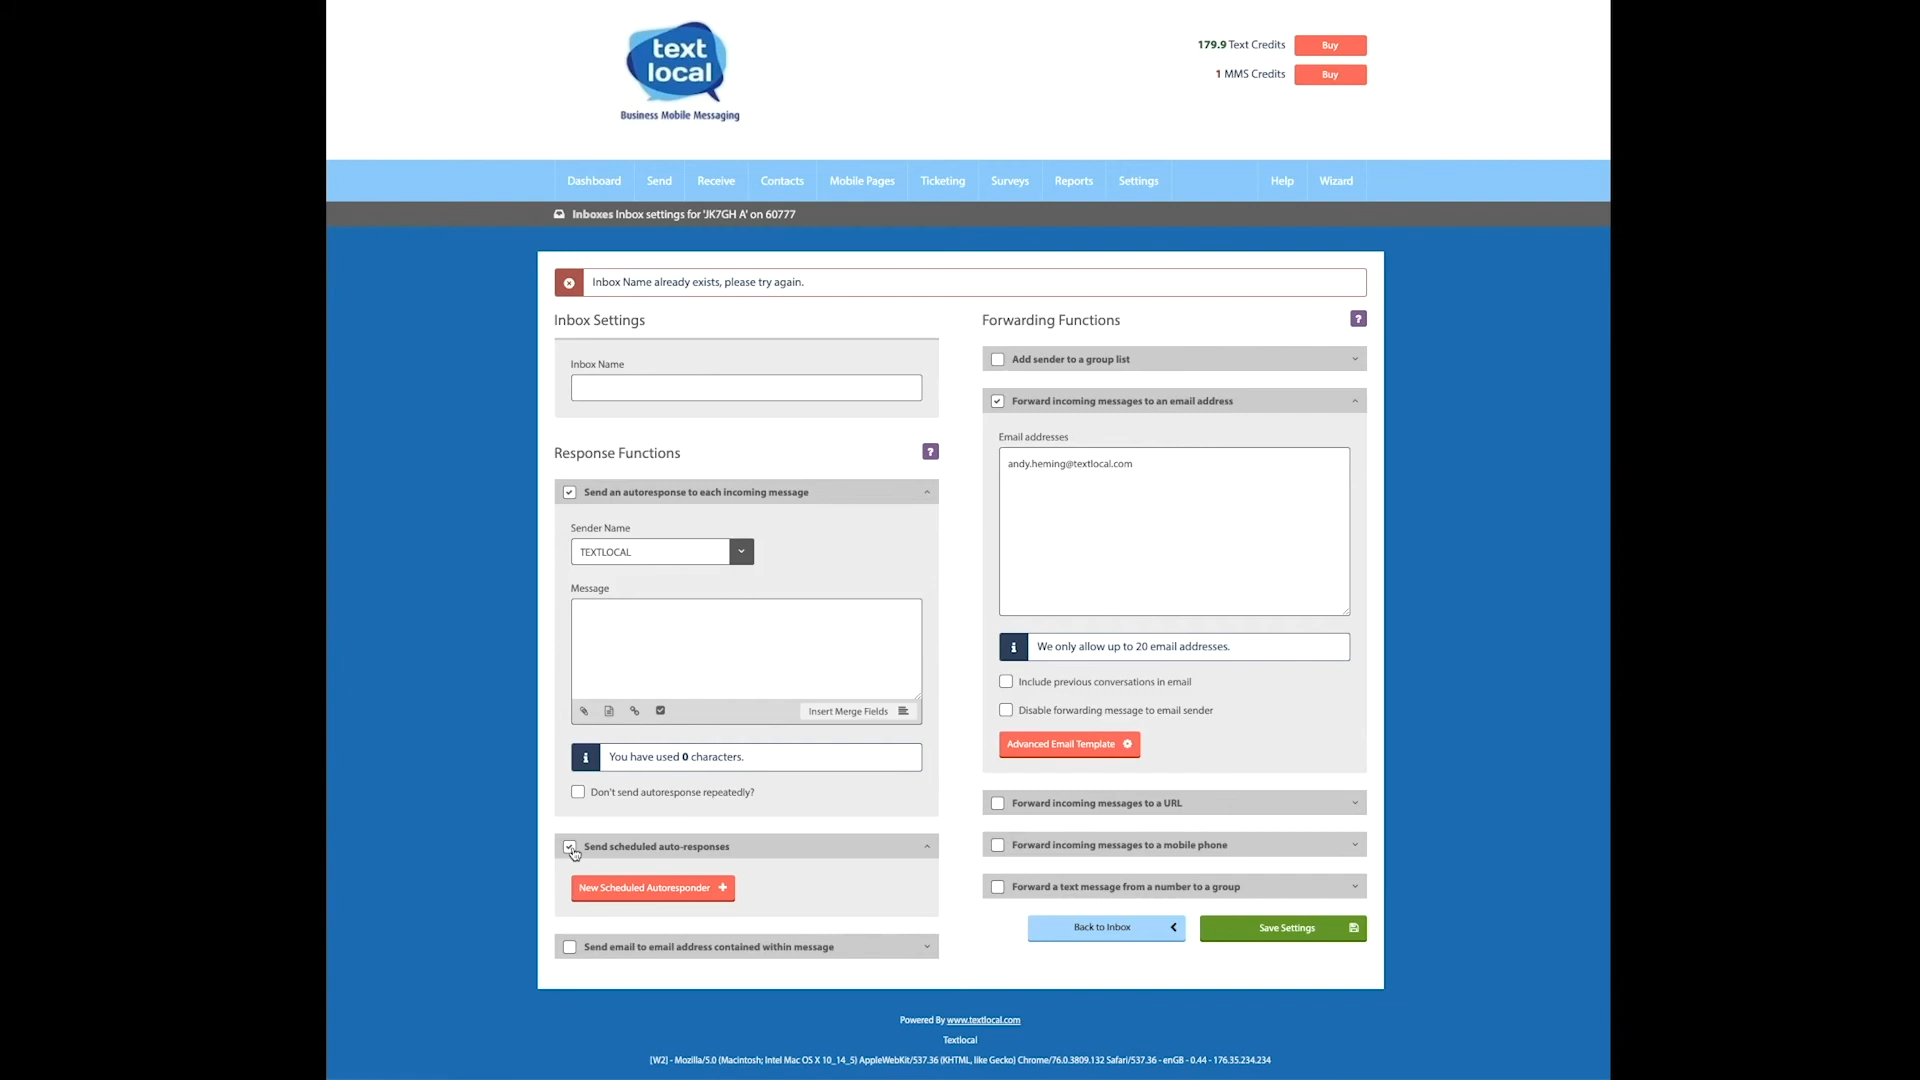 text
local
Business Mobile Messaging
179.9 Text Credits
Buy
1 MMS Credits
Buy
Dashboard
Send
Receive
Contacts
Mobile Pages
Ticketing
Surveys
Reports
Settings
Help
Wizard
Inboxes Inbox settings for 'JK7GH A' on 60777
Inbox Name already exists, please try again.
Inbox Settings
Inbox Name
Response Functions
?
Send an autoresponse to each incoming message
Sender Name
TEXTLOCAL
Message
Insert Merge Fields
You have used 0 characters.
Don't send autoresponse repeatedly?
Send scheduled auto-responses
New Scheduled Autoresponder +
Send email to email address contained within message
Forwarding Functions
?
Add sender to a group list
Forward incoming messages to an email address
Email addresses
andy.heming@textlocal.com
We only allow up to 20 email addresses.
Include previous conversations in email
Disable forwarding message to email sender
Advanced Email Template
Forward incoming messages to a URL
Forward incoming messages to a mobile phone
Forward a text message from a number to a group
Back to Inbox
Save Settings
Powered By www.textlocal.com
Textlocal
[W2] - Mozilla/5.0 (Macintosh; Intel Mac OS X 10_14_5) AppleWebKit/537.36 (KHTML, like Gecko) Chrome/76.0.3809.132 Safari/537.36 - enGB - 0.44 - 176.35.234.234